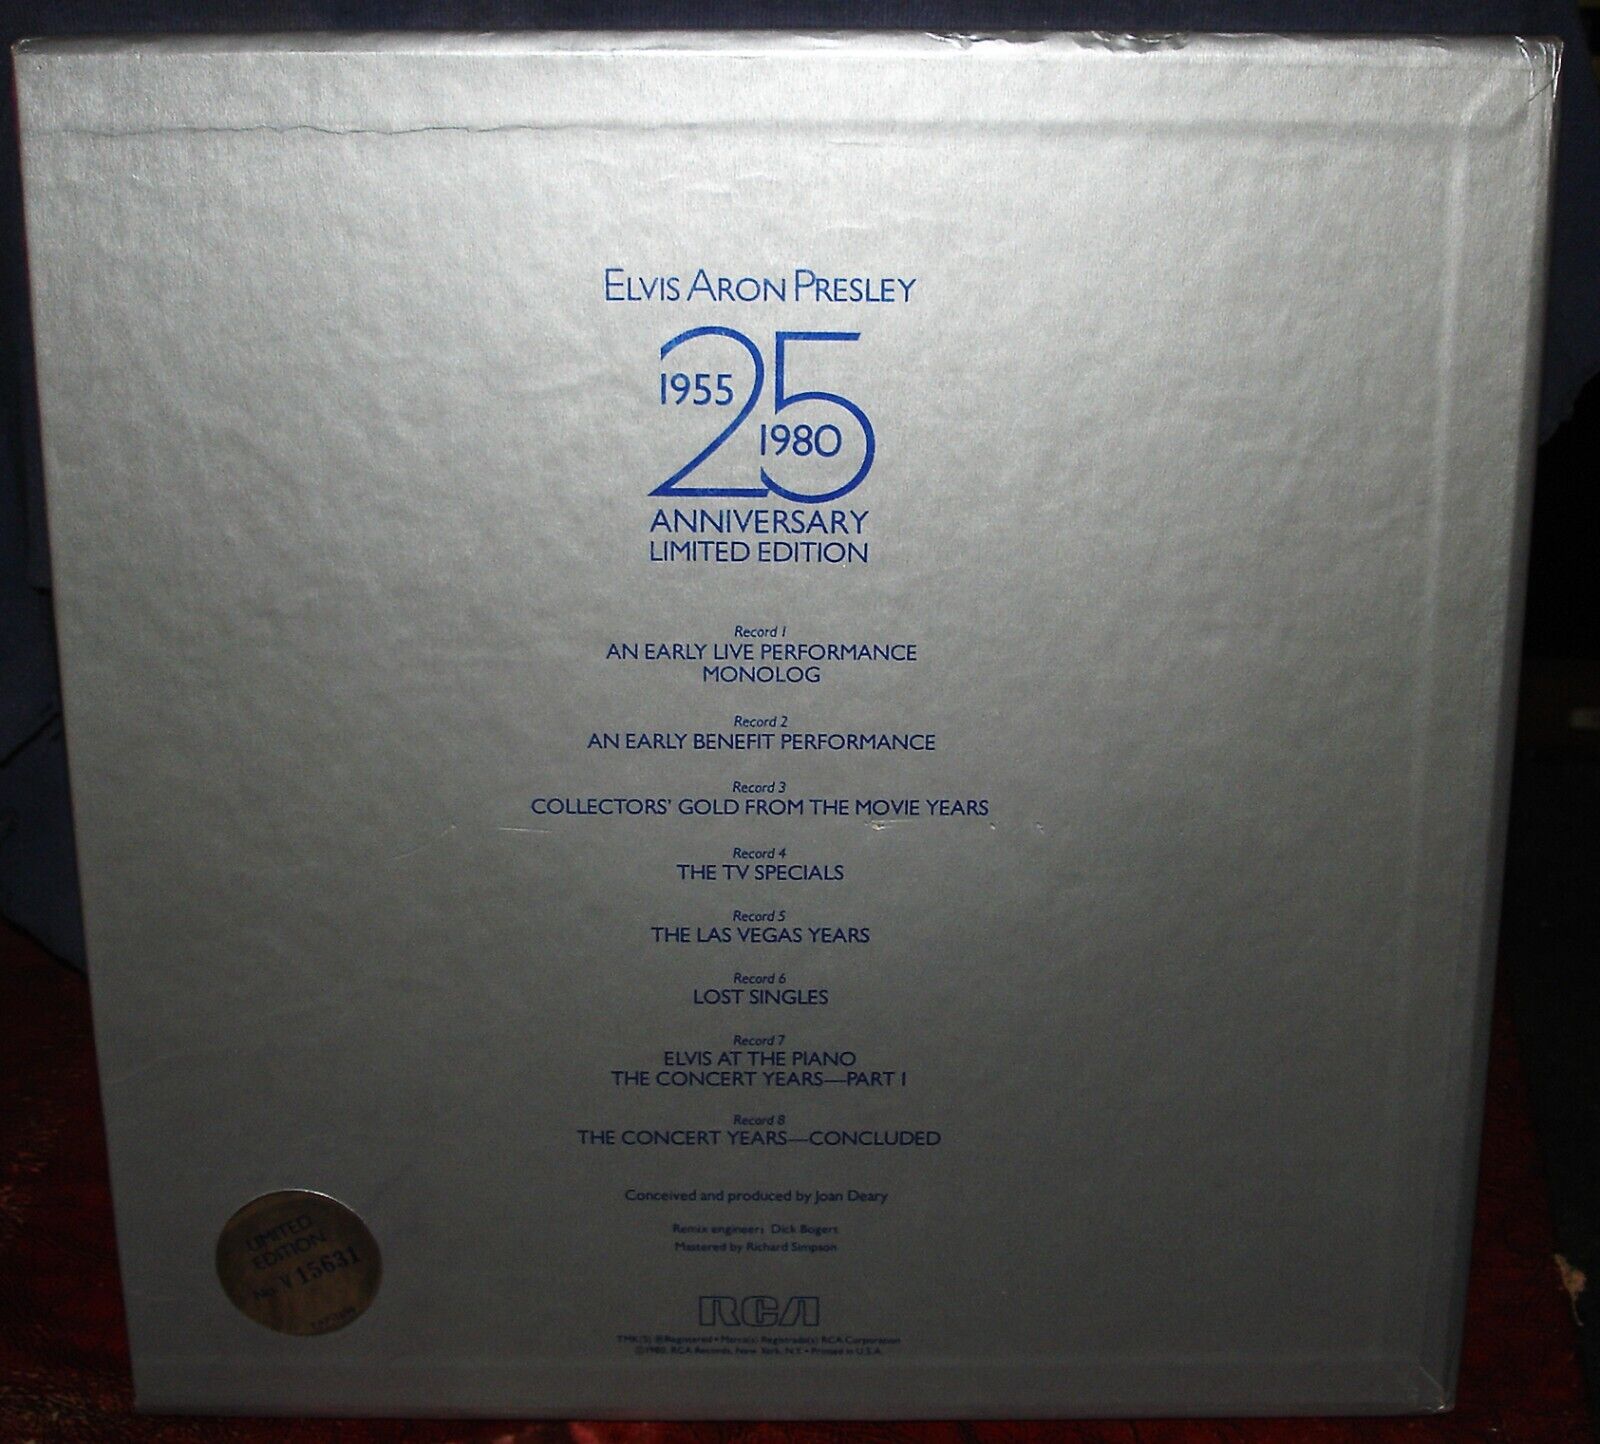 ELVIS ARON PRESLEY
25
1955
1980
ANNIVERSARY
LIMITED EDITION
Record 1
AN EARLY LIVE PERFORMANCE
MONOLOG
Record 2
AN EARLY BENEFIT PERFORMANCE
Record 3
COLLECTORS' GOLD FROM THE MOVIE YEARS
Record 4
THE TV SPECIALS
Record 5
THE LAS VEGAS YEARS
Record 6
LOST SINGLES
Record 7
ELVIS AT THE PIANO
THE CONCERT YEARS—PART 1
Record 8
THE CONCERT YEARS—CONCLUDED
Conceived and produced by Joan Deary
Remix engineer: Dick Bogert
Mastered by Richard Simpson
RCA
TMK(S) ®Registered • Marca(s) Registrada(s) RCA Corporation
©1980, RCA Records, New York, N.Y. • Printed in U.S.A.
LIMITED
EDITION
15631